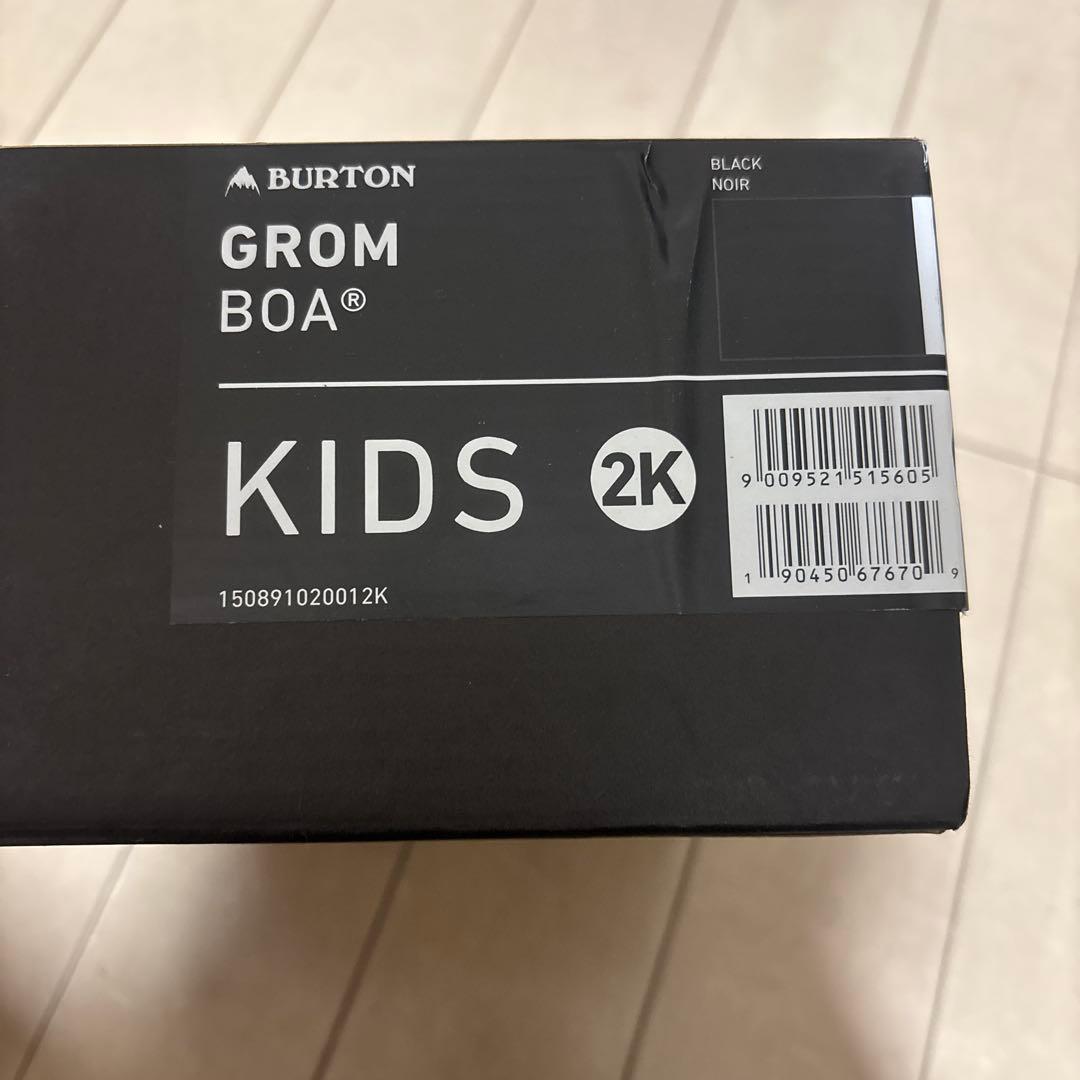 BURTON
GROM
BOA®
BLACK
NOIR
KIDS 2K
150891020012K
9 009521 515605
1 90450 67670 9